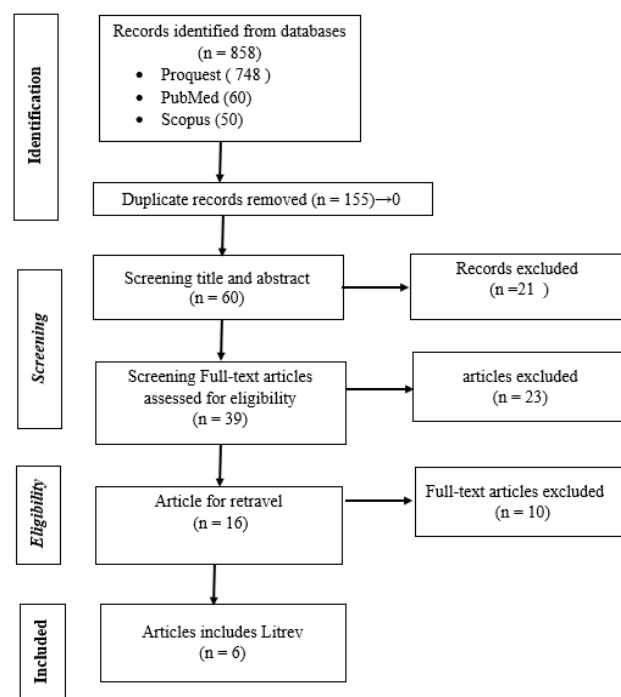 Identification
Records identified from databases
(n = 858)
• Proquest ( 748 )
• PubMed (60)
• Scopus (50)
Duplicate records removed (n = 155)→0
Screening
Screening title and abstract
(n = 60)
Records excluded
(n =21 )
Screening Full-text articles
assessed for eligibility
(n = 39)
articles excluded
(n = 23)
Eligibility
Article for retravel
(n = 16)
Full-text articles excluded
(n = 10)
Included
Articles includes Litrev
(n = 6)